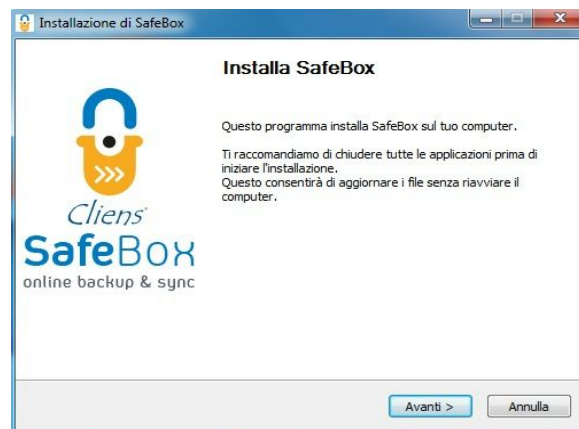 Installazione di SafeBox
Installa SafeBox
Questo programma installa SafeBox sul tuo computer.
Ti raccomandiamo di chiudere tutte le applicazioni prima di
iniziare l'installazione.
Questo consentirà di aggiornare i file senza riavviare il
computer.
Cliens
SafeBox
online backup & sync
Avanti >
Annulla